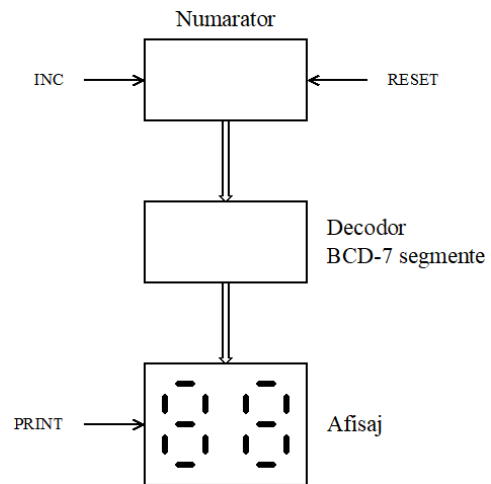 Numarator
INC
RESET
Decodor
BCD-7 segmente
PRINT
Afisaj